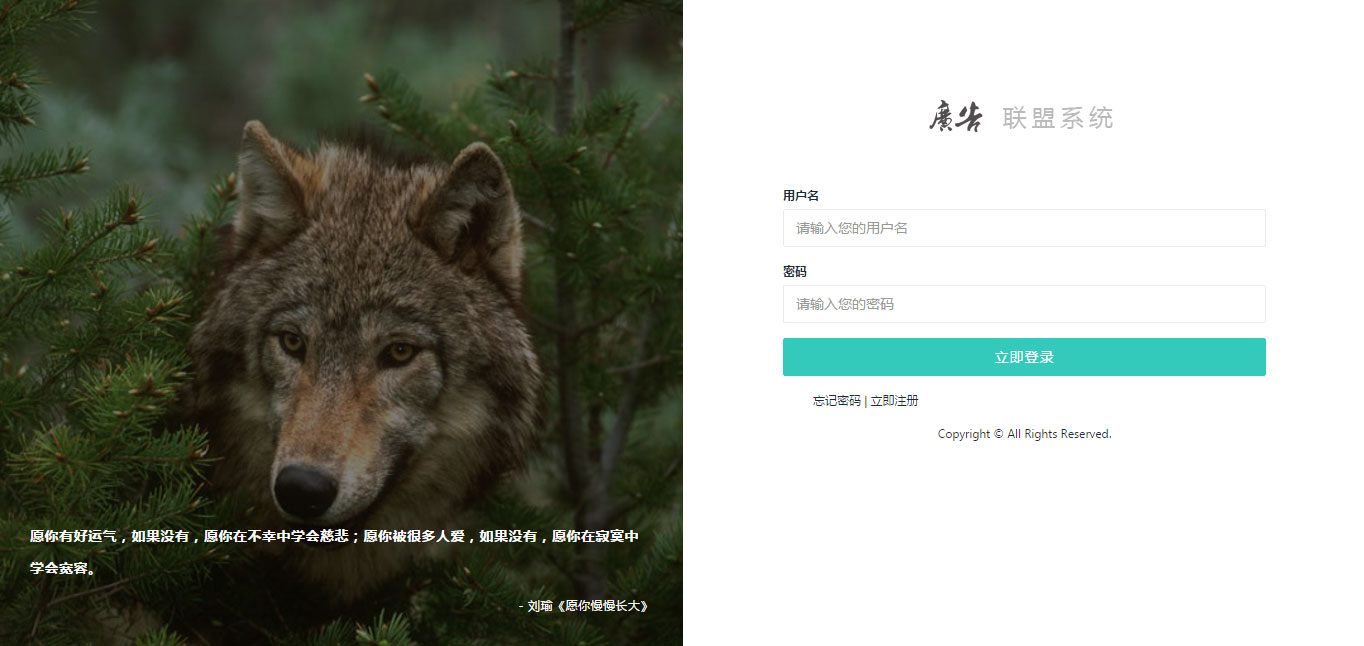 愿你有好运气，如果没有，愿你在不幸中学会慈悲；愿你被很多人爱，如果没有，愿你在寂寞中
学会宽容。
- 刘瑜《愿你慢慢长大》
廣告 联盟系统
用户名
请输入您的用户名
密码
请输入您的密码
立即登录
忘记密码 | 立即注册
Copyright © All Rights Reserved.